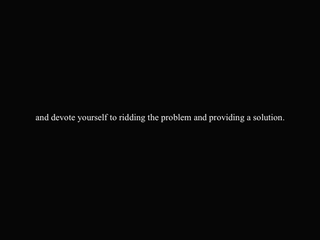 and devote yourself to ridding the problem and providing a solution.